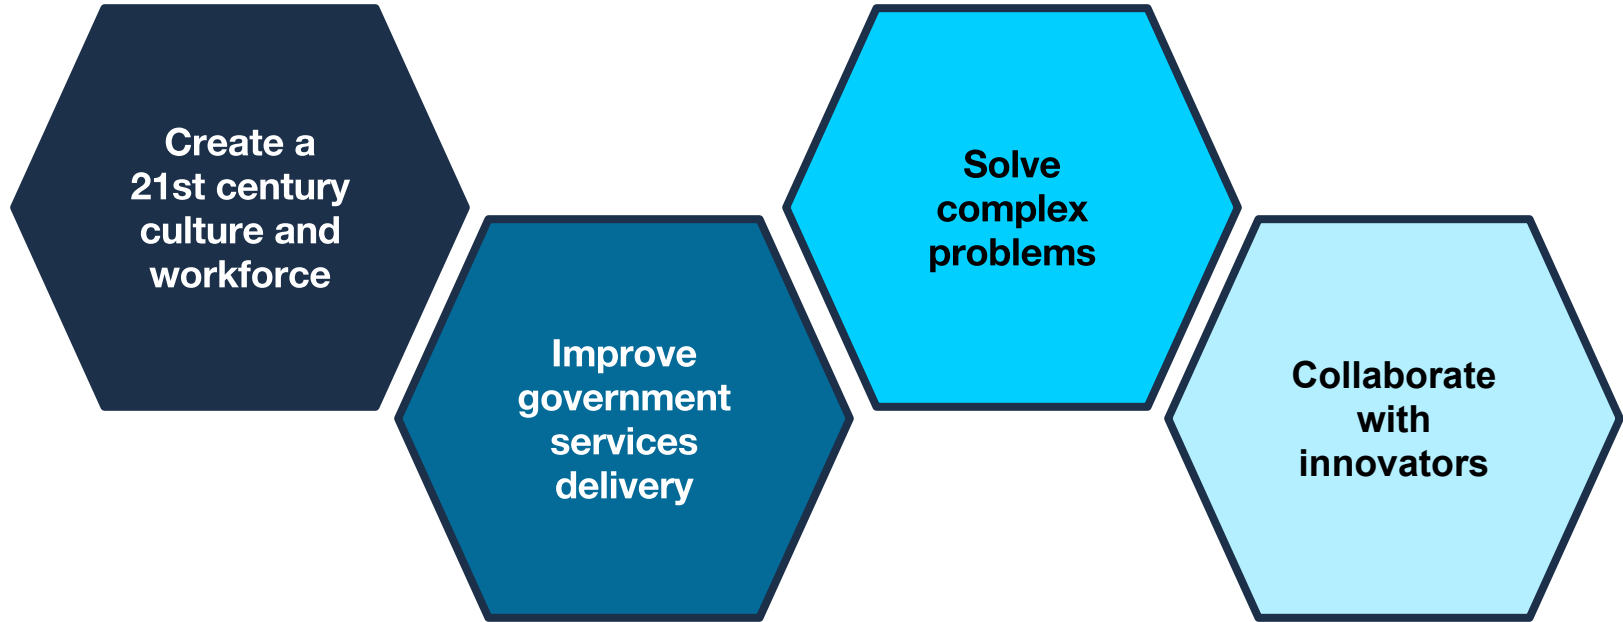 Create a
21st century
culture and
workforce
Improve
government
services
delivery
Solve
complex
problems
Collaborate
with
innovators